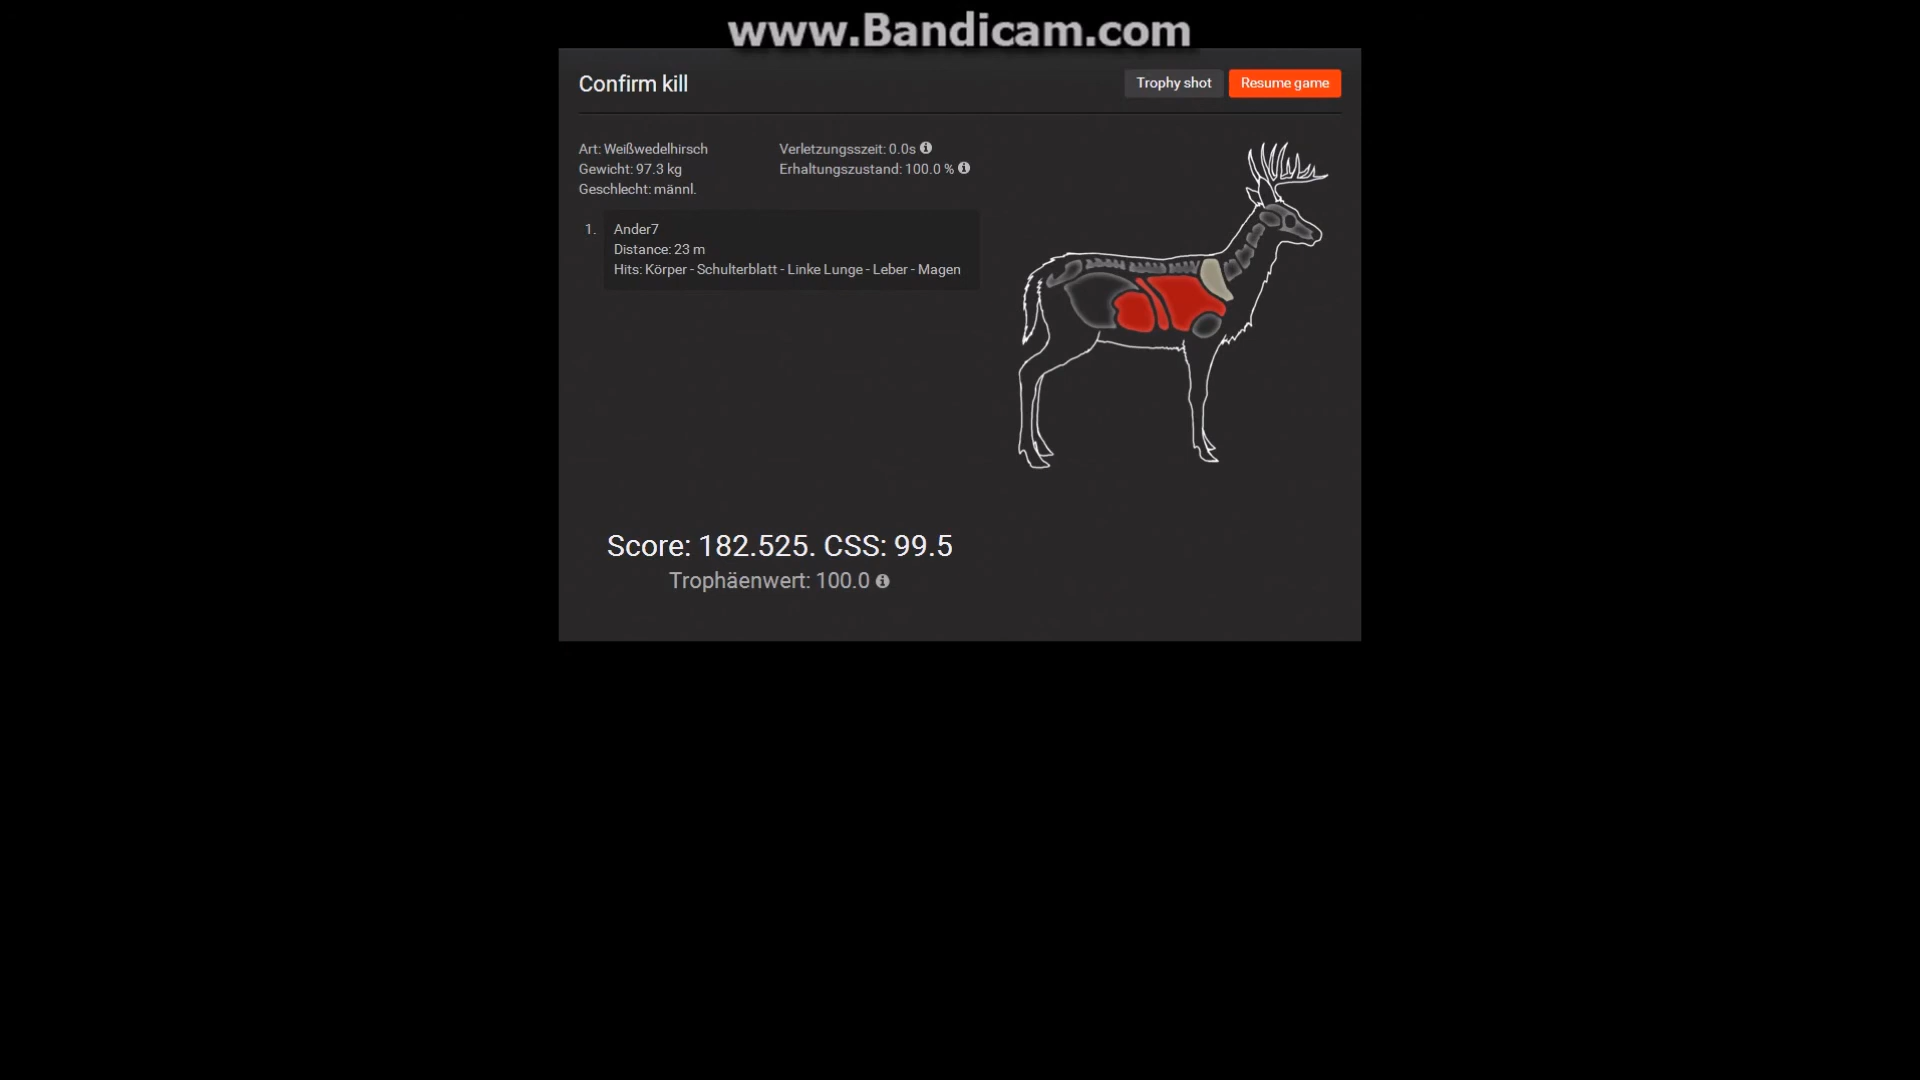 www.Bandicam.com
Confirm kill
Trophy shot
Resume game
Art: Weißwedelhirsch
Gewicht: 97.3 kg
Geschlecht: männl.
Verletzungsszeit: 0.0s
Erhaltungszustand: 100.0 %
1.
Ander7
Distance: 23 m
Hits: Körper - Schulterblatt - Linke Lunge - Leber - Magen
Score: 182.525. CSS: 99.5
Trophäenwert: 100.0